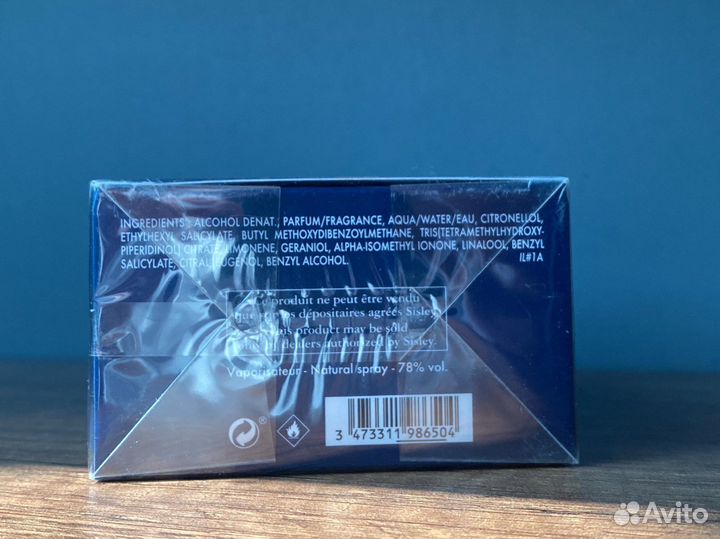 INGREDIENTS: ALCOHOL DENAT., PARFUM/FRAGRANCE, AQUA/WATER/EAU, CITRONELLOL,
ETHYLHEXYL SALICYLATE, BUTYL METHOXYDIBENZOYLMETHANE, TRIS(TETRAMETHYLHYDROXY-
PIPERIDINOL) CITRATE, LIMONENE, GERANIOL, ALPHA-ISOMETHYL IONONE, LINALOOL, BENZYL
SALICYLATE, CITRAL, EUGENOL, BENZYL ALCOHOL. IL#1A
Ce produit ne peut être vendu
que par les dépositaires agréés Sisley.
This product may be sold
dealers authorized by Sisley.
Vaporisateur - Natural spray - 78% vol.
3 473311 986504
Avito